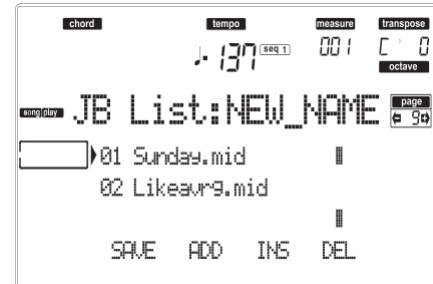 chord tempo measure transpose
♩. 137 seq 1 001 C 0
octave
song play JB List:NEW_NAME page
9
01 Sunday.mid
02 Likeavrg.mid
SAVE ADD INS DEL